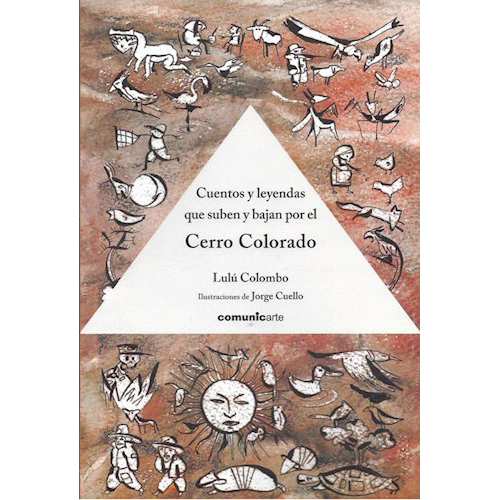 Cuentos y leyendas
que suben y bajan por el
Cerro Colorado
Lulú Colombo
Ilustraciones de Jorge Cuello
comunicarte